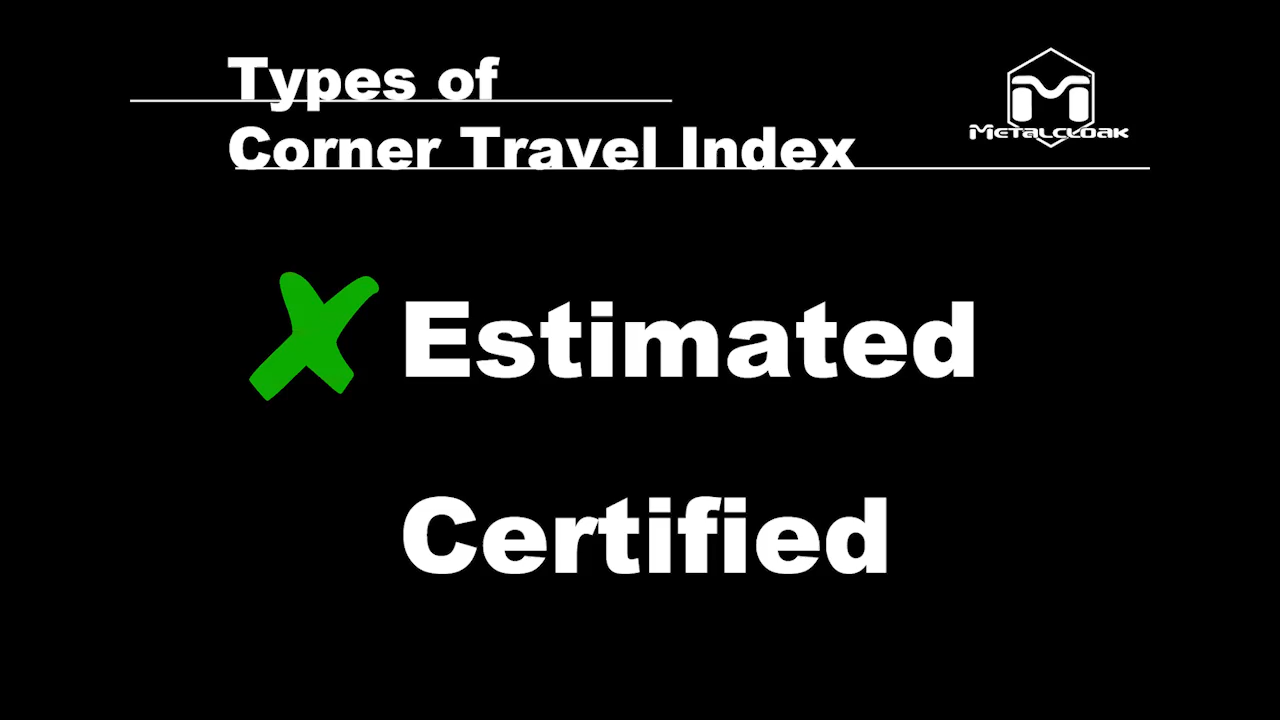 Types of
Corner Travel Index
METALCLOAK
Estimated
Certified